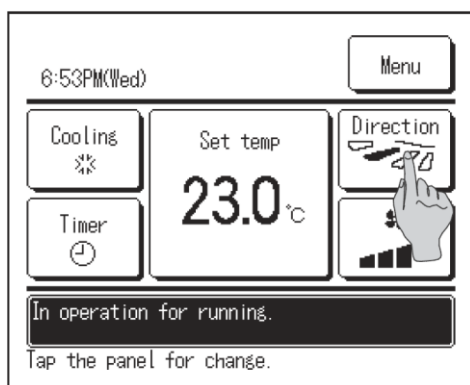 6:53PM(Wed)
Menu
Cooling
Set temp
Direction
23.0 °C
Timer
In operation for running.
Tap the panel for change.